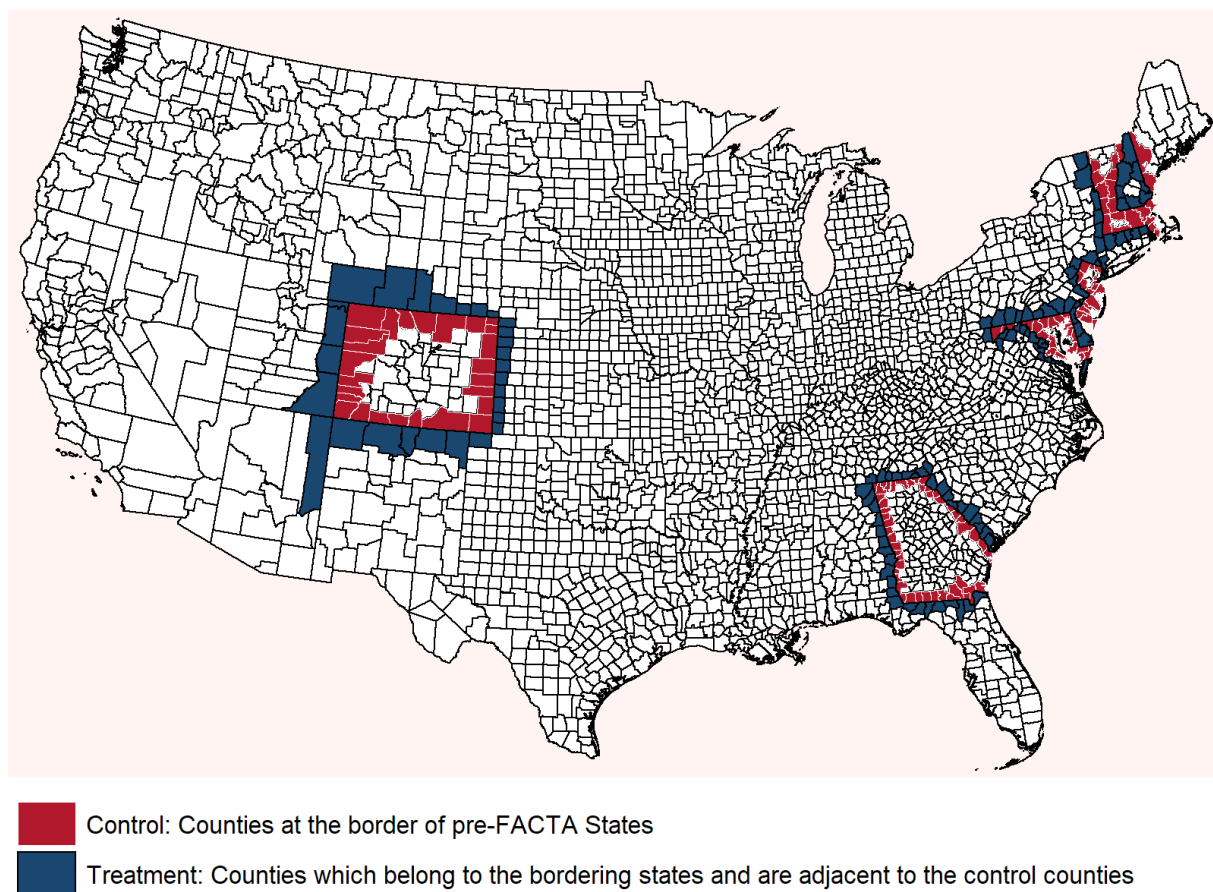 Control: Counties at the border of pre-FACTA States
Treatment: Counties which belong to the bordering states and are adjacent to the control counties